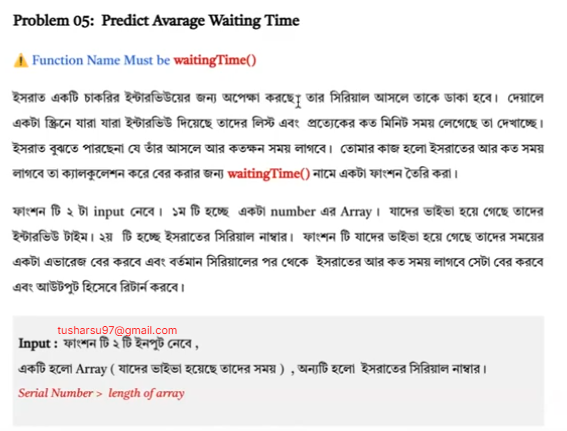 Problem 05: Predict Avarage Waiting Time
⚠ Function Name Must be waitingTime()
ইসরাত একটি চাকরির ইন্টারভিউয়ের জন্য অপেক্ষা করছে, তার সিরিয়াল আসলে তাকে ডাকা হবে। দেয়ালে
একটা স্ক্রিনে যারা যারা ইন্টারভিউ দিয়েছে তাদের লিস্ট এবং প্রত্যেকের কত মিনিট সময় লেগেছে তা দেখাচ্ছে।
ইসরাত বুঝতে পারছেনা যে তাঁর আসলে আর কতক্ষন সময় লাগবে। তোমার কাজ হলো ইসরাতের আর কত সময়
লাগবে তা ক্যালকুলেশন করে বের করার জন্য waitingTime() নামে একটা ফাংশন তৈরি করা।
ফাংশন টি ২ টা input নেবে। ১ম টি হচ্ছে একটা number এর Array। যাদের ভাইভা হয়ে গেছে তাদের
ইন্টারভিউ টাইম। ২য় টি হচ্ছে ইসরাতের সিরিয়াল নাম্বার। ফাংশন টি যাদের ভাইভা হয়ে গেছে তাদের সময়ের
একটা এভারেজ বের করবে এবং বর্তমান সিরিয়ালের পর থেকে ইসরাতের আর কত সময় লাগবে সেটা বের করবে
এবং আউটপুট হিসেবে রিটার্ন করবে।
tusharsu97@gmail.com
Input : ফাংশন টি ২ টি ইনপুট নেবে ,
একটি হলো Array ( যাদের ভাইভা হয়েছে তাদের সময় ) , অন্যটি হলো ইসরাতের সিরিয়াল নাম্বার।
Serial Number > length of array